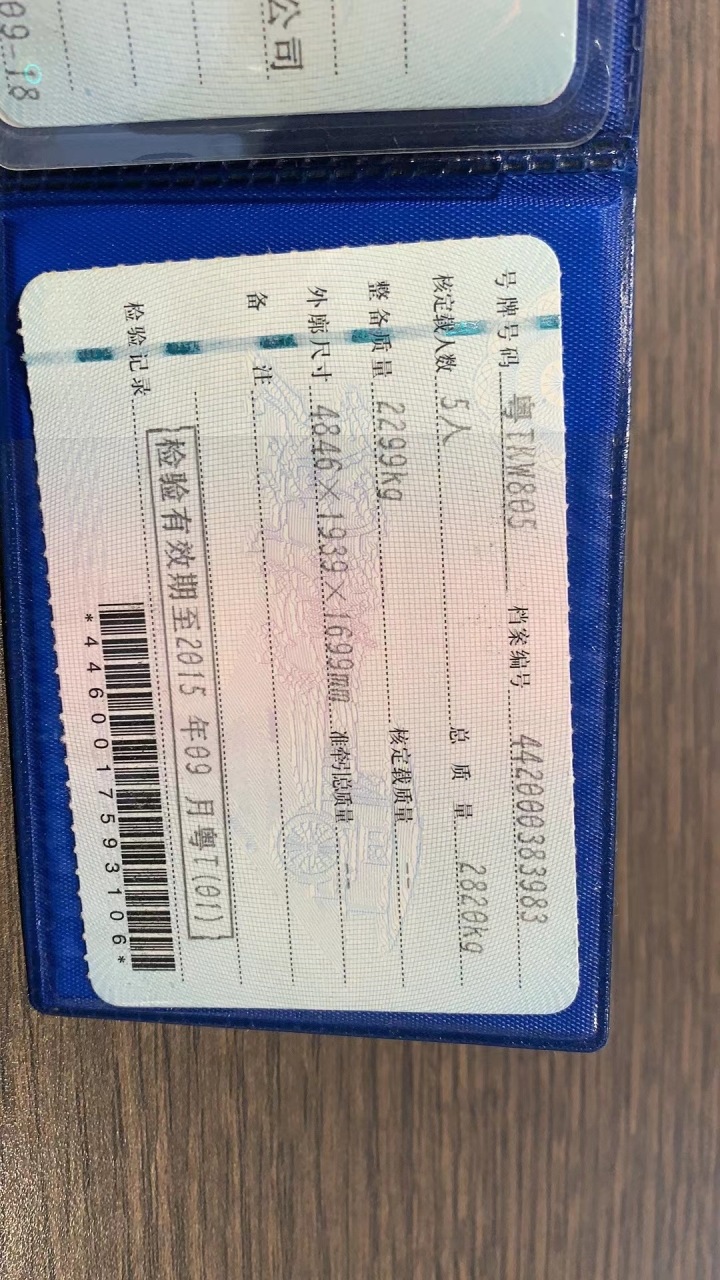 公司
09-18
号牌号码 粤TKW805 档案编号 442000383983
核定载人数 5人 总质量 2820kg
整备质量 2299kg 核定载质量 --
外廓尺寸 4846×1939×1699mm 准牵引总质量 --
备注
检验有效期至2015 年09 月粤T(01)
检验记录
*4460017593106*